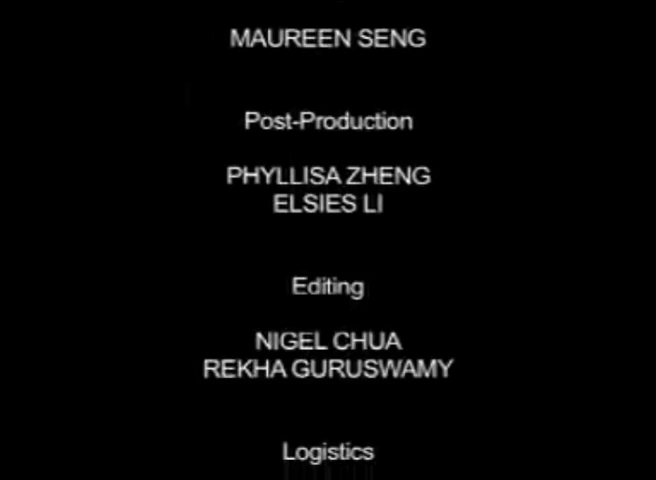 MAUREEN SENG
Post-Production
PHYLLISA ZHENG
ELSIES LI
Editing
NIGEL CHUA
REKHA GURUSWAMY
Logistics